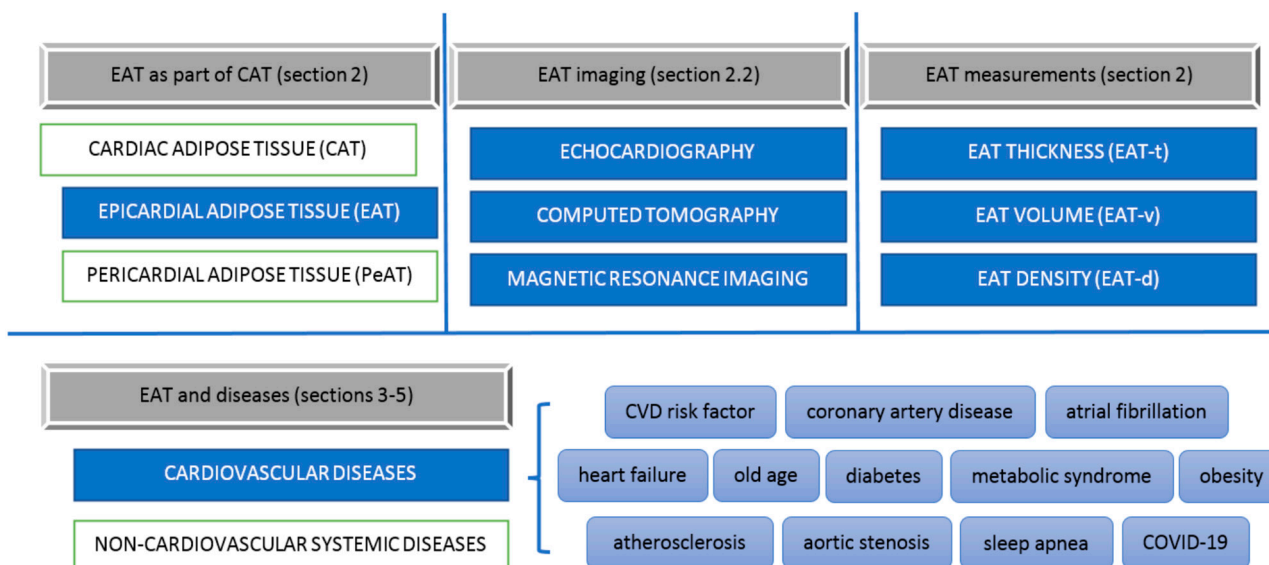 EAT as part of CAT (section 2)
CARDIAC ADIPOSE TISSUE (CAT)
EPICARDIAL ADIPOSE TISSUE (EAT)
PERICARDIAL ADIPOSE TISSUE (PeAT)
EAT imaging (section 2.2)
ECHOCARDIOGRAPHY
COMPUTED TOMOGRAPHY
MAGNETIC RESONANCE IMAGING
EAT measurements (section 2)
EAT THICKNESS (EAT-t)
EAT VOLUME (EAT-v)
EAT DENSITY (EAT-d)
EAT and diseases (sections 3-5)
CARDIOVASCULAR DISEASES
NON-CARDIOVASCULAR SYSTEMIC DISEASES
CVD risk factor
coronary artery disease
atrial fibrillation
heart failure
old age
diabetes
metabolic syndrome
obesity
atherosclerosis
aortic stenosis
sleep apnea
COVID-19